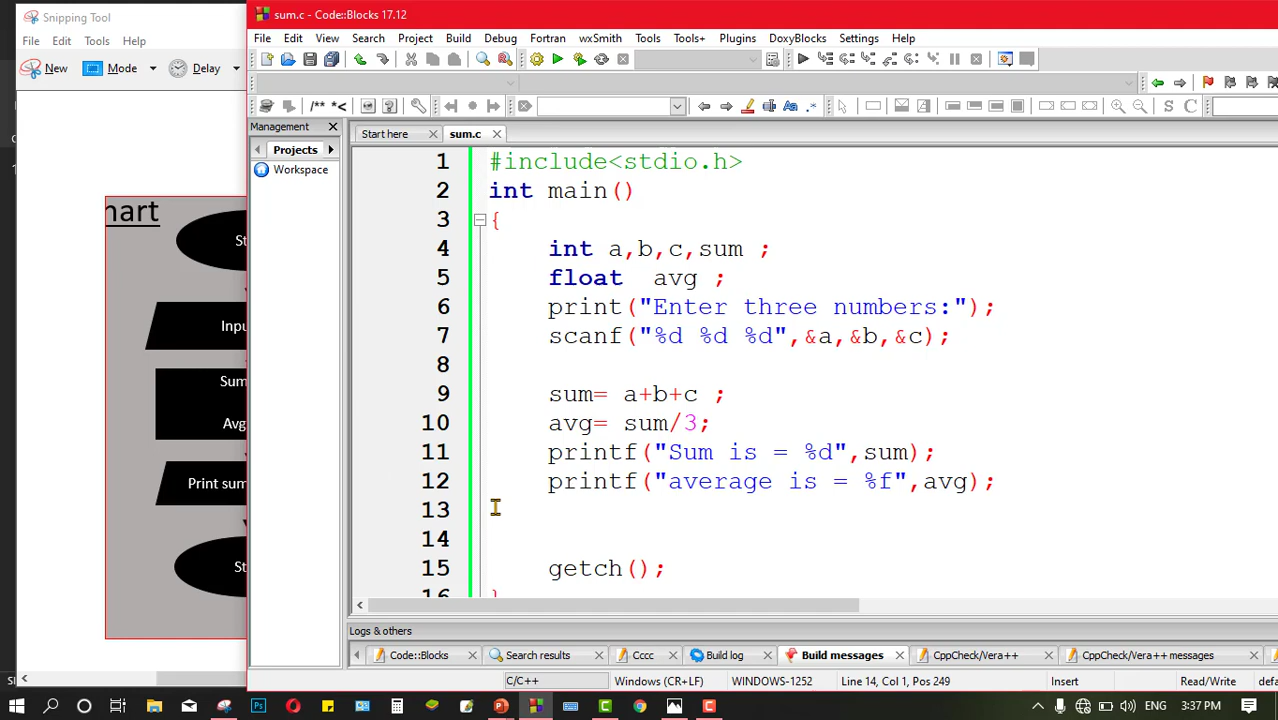 Snipping Tool
File Edit Tools Help
New Mode Delay
hart
Sum
Avg
Print sum
sum.c - Code::Blocks 17.12
File Edit View Search Project Build Debug Fortran wxSmith Tools Tools+ Plugins DoxyBlocks Settings Help
/** *<
S C
Management
Projects
Workspace
Start here sum.c
1 #include<stdio.h>
2 int main()
3 {
4 int a,b,c,sum ;
5 float avg ;
6 print("Enter three numbers:");
7 scanf("%d %d %d",&a,&b,&c);
8
9 sum= a+b+c ;
10 avg= sum/3;
11 printf("Sum is = %d",sum);
12 printf("average is = %f",avg);
13
14
15 getch();
16 }
Logs & others
Code::Blocks Search results Cccc Build log Build messages CppCheck/Vera++ CppCheck/Vera++ messages
C/C++ Windows (CR+LF) WINDOWS-1252 Line 14, Col 1, Pos 249 Insert Read/Write
ENG 3:37 PM